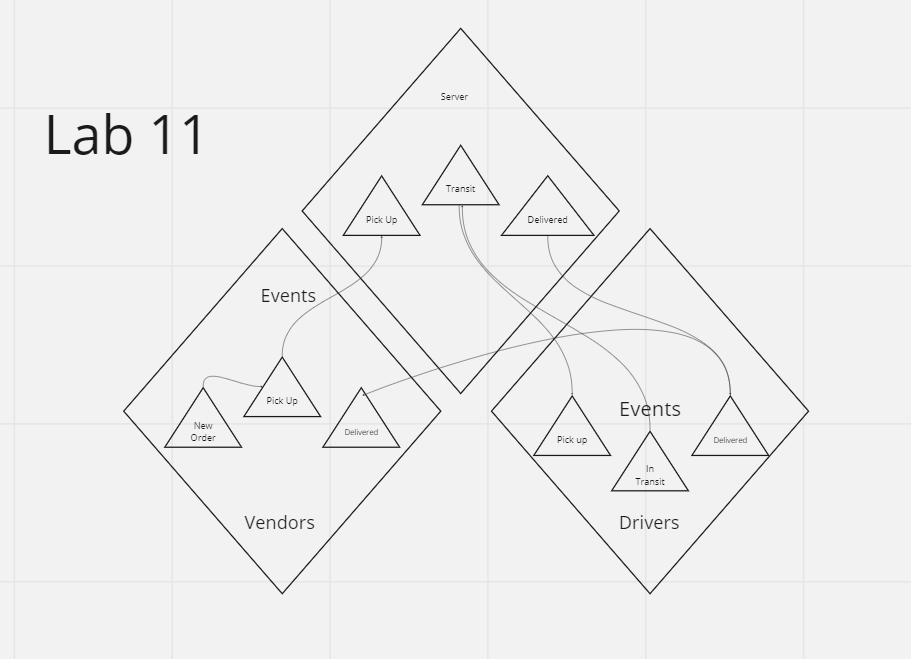 Lab 11
Server
Transit
Pick Up
Delivered
Events
Pick Up
New
Order
Delivered
Vendors
Events
Pick up
Delivered
In
Transit
Drivers